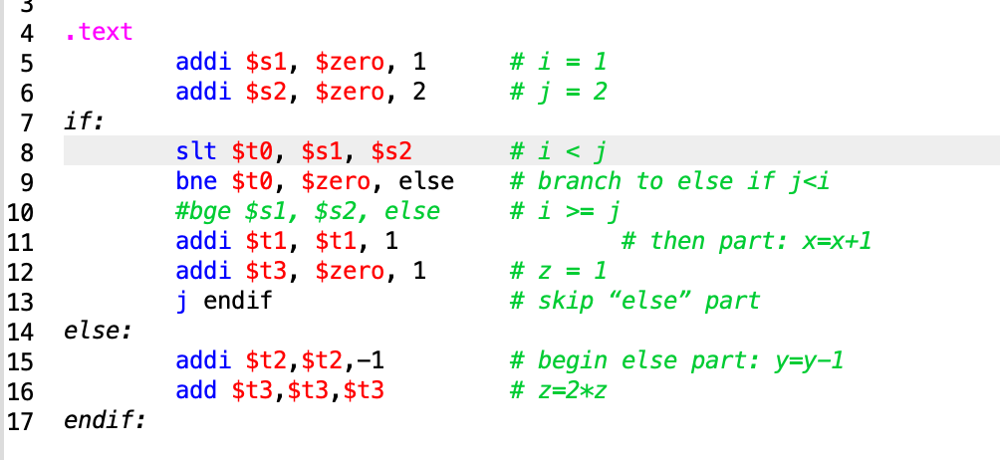 3
4 .text
5 addi $s1, $zero, 1 # i = 1
6 addi $s2, $zero, 2 # j = 2
7 if:
8 slt $t0, $s1, $s2 # i < j
9 bne $t0, $zero, else # branch to else if j<i
10 #bge $s1, $s2, else # i >= j
11 addi $t1, $t1, 1 # then part: x=x+1
12 addi $t3, $zero, 1 # z = 1
13 j endif # skip “else” part
14 else:
15 addi $t2,$t2,-1 # begin else part: y=y-1
16 add $t3,$t3,$t3 # z=2*z
17 endif: